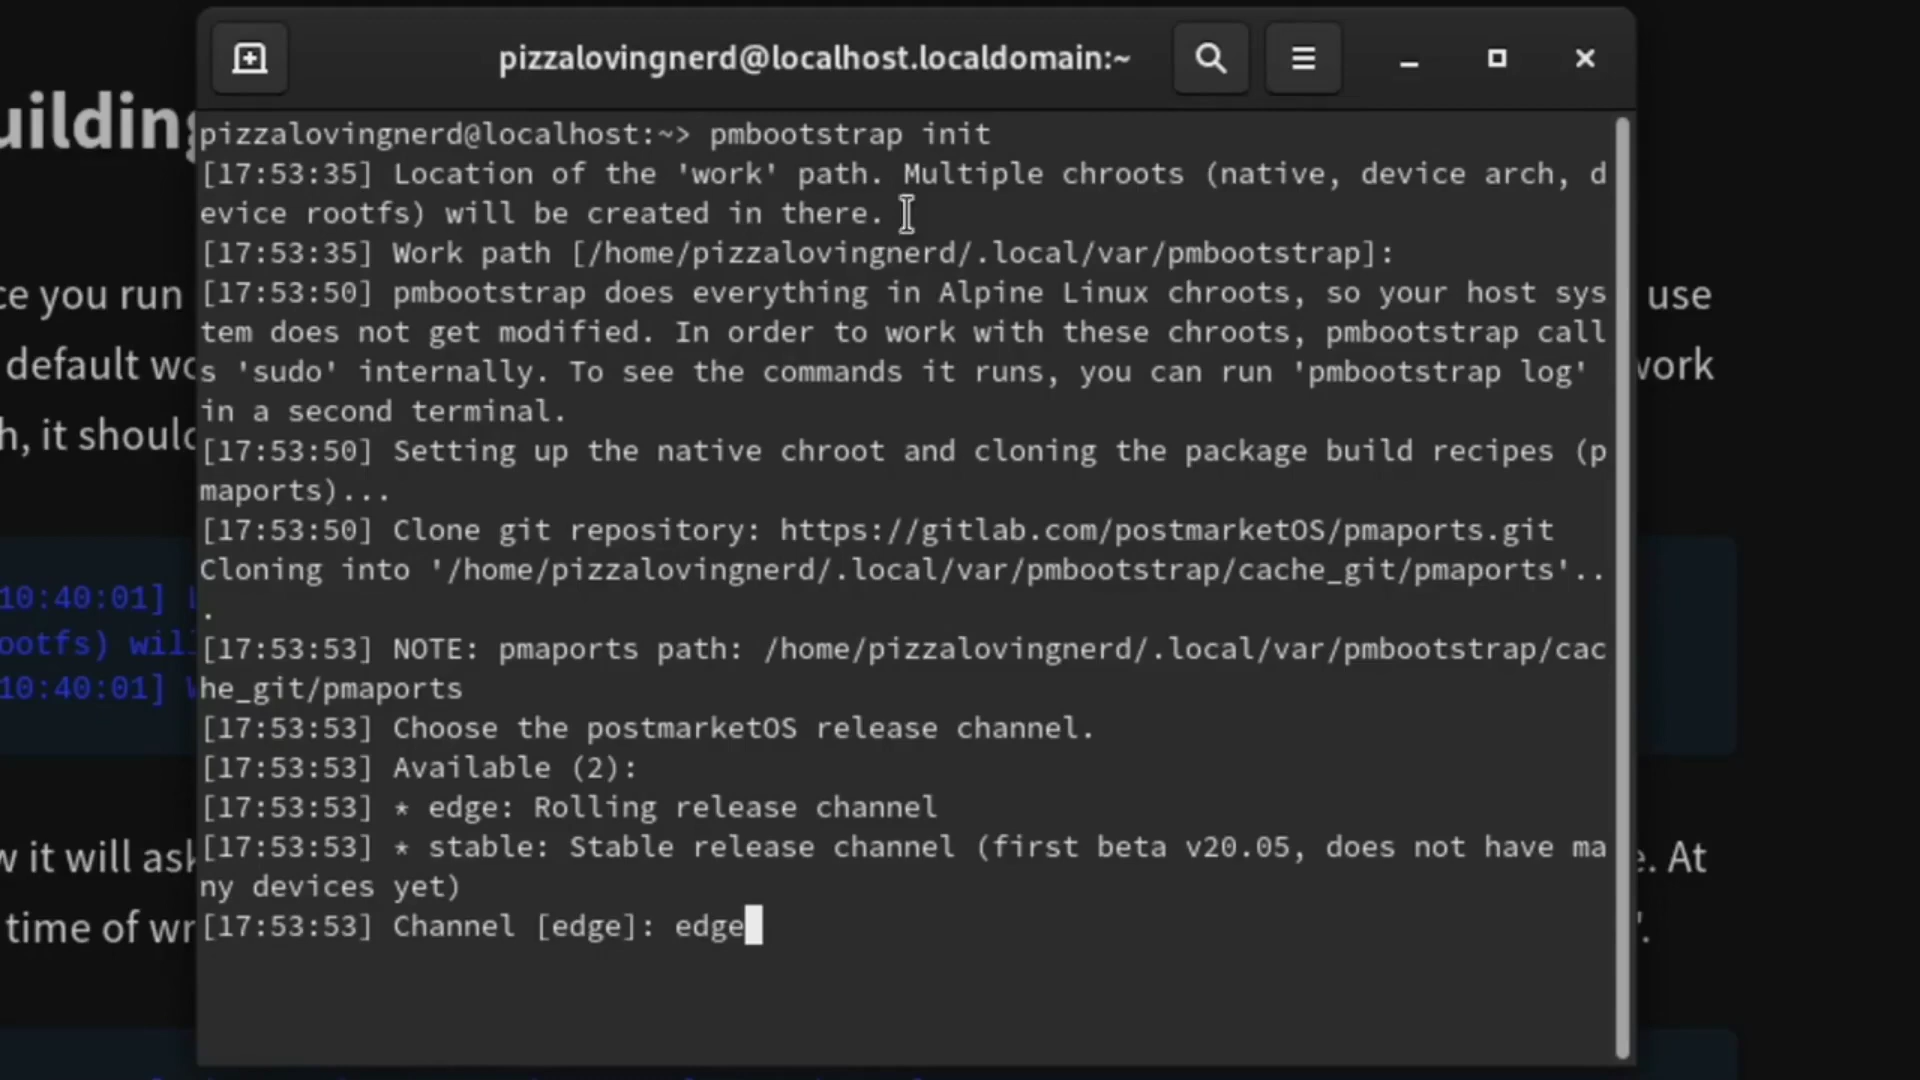 pizzalovingnerd@localhost.localdomain:~
pizzalovingnerd@localhost:~> pmbootstrap init
[17:53:35] Location of the 'work' path. Multiple chroots (native, device arch, d
evice rootfs) will be created in there.
[17:53:35] Work path [/home/pizzalovingnerd/.local/var/pmbootstrap]:
[17:53:50] pmbootstrap does everything in Alpine Linux chroots, so your host sys
tem does not get modified. In order to work with these chroots, pmbootstrap call
s 'sudo' internally. To see the commands it runs, you can run 'pmbootstrap log'
in a second terminal.
[17:53:50] Setting up the native chroot and cloning the package build recipes (p
maports)...
[17:53:50] Clone git repository: https://gitlab.com/postmarketOS/pmaports.git
Cloning into '/home/pizzalovingnerd/.local/var/pmbootstrap/cache_git/pmaports'..
.
[17:53:53] NOTE: pmaports path: /home/pizzalovingnerd/.local/var/pmbootstrap/cac
he_git/pmaports
[17:53:53] Choose the postmarketOS release channel.
[17:53:53] Available (2):
[17:53:53] * edge: Rolling release channel
[17:53:53] * stable: Stable release channel (first beta v20.05, does not have ma
ny devices yet)
[17:53:53] Channel [edge]: edge
uilding
ce you run
use
default wo
work
h, it should
10:40:01]
ootfs) wil
10:40:01]
w it will ask
e. At
time of wr
'.